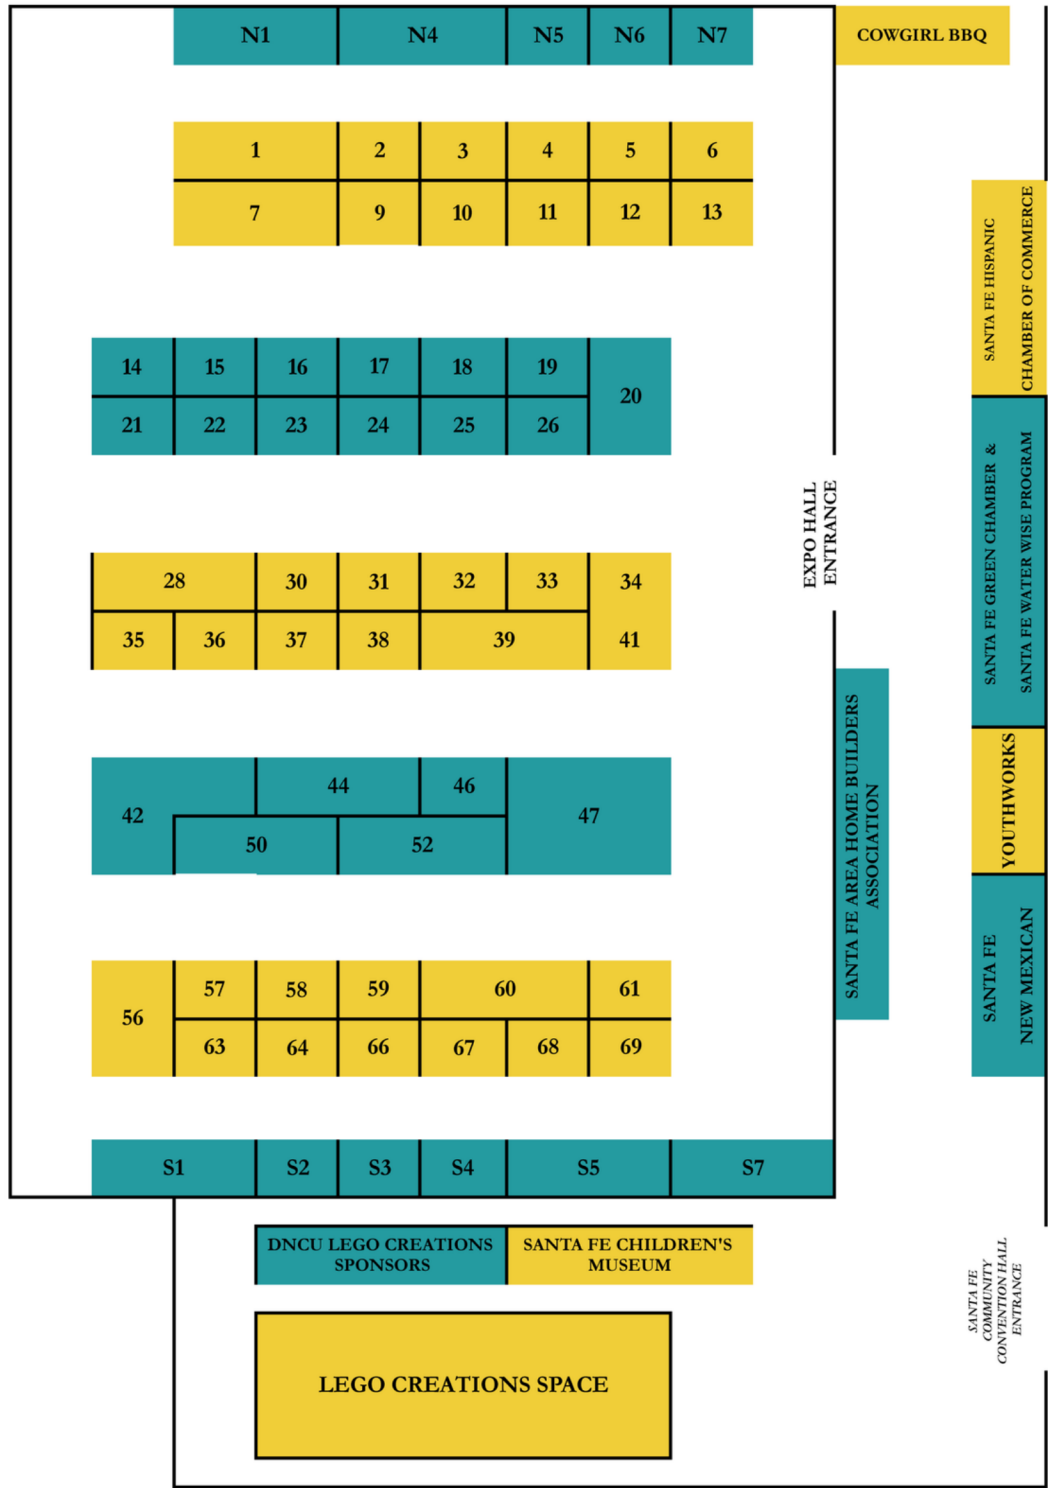 N1 N4 N5 N6 N7
COWGIRL BBQ
1 2 3 4 5 6
7 9 10 11 12 13
14 15 16 17 18 19
20
21 22 23 24 25 26
EXPO HALL
ENTRANCE
28 30 31 32 33 34
35 36 37 38 39 41
42
44 46
47
50 52
56
57 58 59 60 61
63 64 66 67 68 69
S1 S2 S3 S4 S5 S7
SANTA FE HISPANIC
CHAMBER OF COMMERCE
SANTA FE GREEN CHAMBER &
SANTA FE WATER WISE PROGRAM
YOUTHWORKS
SANTA FE
NEW MEXICAN
SANTA FE AREA HOME BUILDERS
ASSOCIATION
DNCU LEGO CREATIONS
SPONSORS
SANTA FE CHILDREN'S
MUSEUM
LEGO CREATIONS SPACE
SANTA FE
COMMUNITY
CONVENTION HALL
ENTRANCE